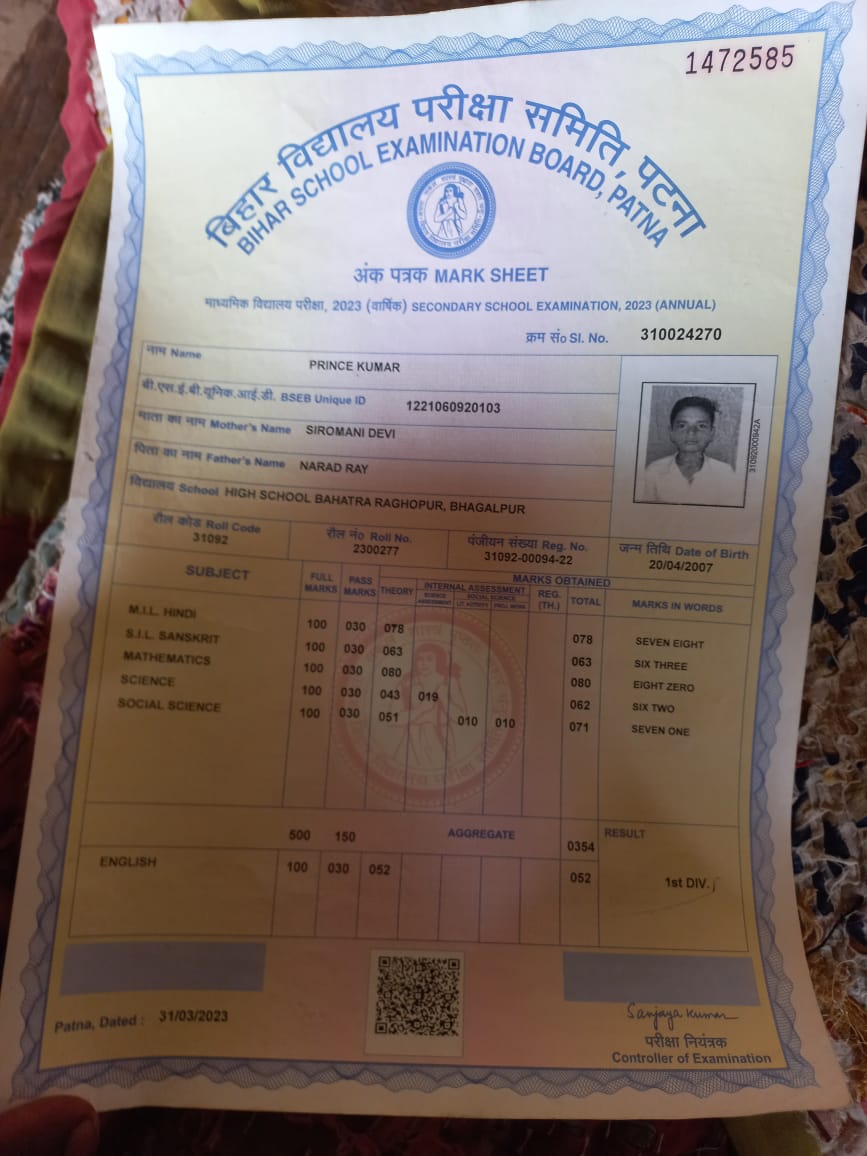 1472585
बिहार विद्यालय परीक्षा समिति, पटना
BIHAR SCHOOL EXAMINATION BOARD, PATNA
अंक पत्रक MARK SHEET
माध्यमिक विद्यालय परीक्षा, 2023 (वार्षिक) SECONDARY SCHOOL EXAMINATION, 2023 (ANNUAL)
क्रम सं० Sl. No. 310024270
नाम Name PRINCE KUMAR
बी.एस.ई.बी.यूनिक.आई.डी. BSEB Unique ID 1221060920103
माता का नाम Mother's Name SIROMANI DEVI
पिता का नाम Father's Name NARAD RAY
विद्यालय School HIGH SCHOOL BAHATRA RAGHOPUR, BHAGALPUR
31092000942A
रौल कोड Roll Code रौल नं० Roll No. पंजीयन संख्या Reg. No. जन्म तिथि Date of Birth
31092 2300277 31092-00094-22 20/04/2007
SUBJECT FULL MARKS PASS MARKS THEORY MARKS OBTAINED
INTERNAL ASSESSMENT REG. (TH.) TOTAL MARKS IN WORDS
SCIENCE ASSESSMENT SOCIAL SCIENCE
LIT. ACTIVITY PROJ. WORK
M.I.L. HINDI 100 030 078 078 SEVEN EIGHT
S.I.L. SANSKRIT 100 030 063 063 SIX THREE
MATHEMATICS 100 030 080 080 EIGHT ZERO
SCIENCE 100 030 043 019 062 SIX TWO
SOCIAL SCIENCE 100 030 051 010 010 071 SEVEN ONE
500 150 AGGREGATE 0354 RESULT
ENGLISH 100 030 052 052 1st DIV.
Patna, Dated : 31/03/2023
Sanjaya Kumar
परीक्षा नियंत्रक
Controller of Examination